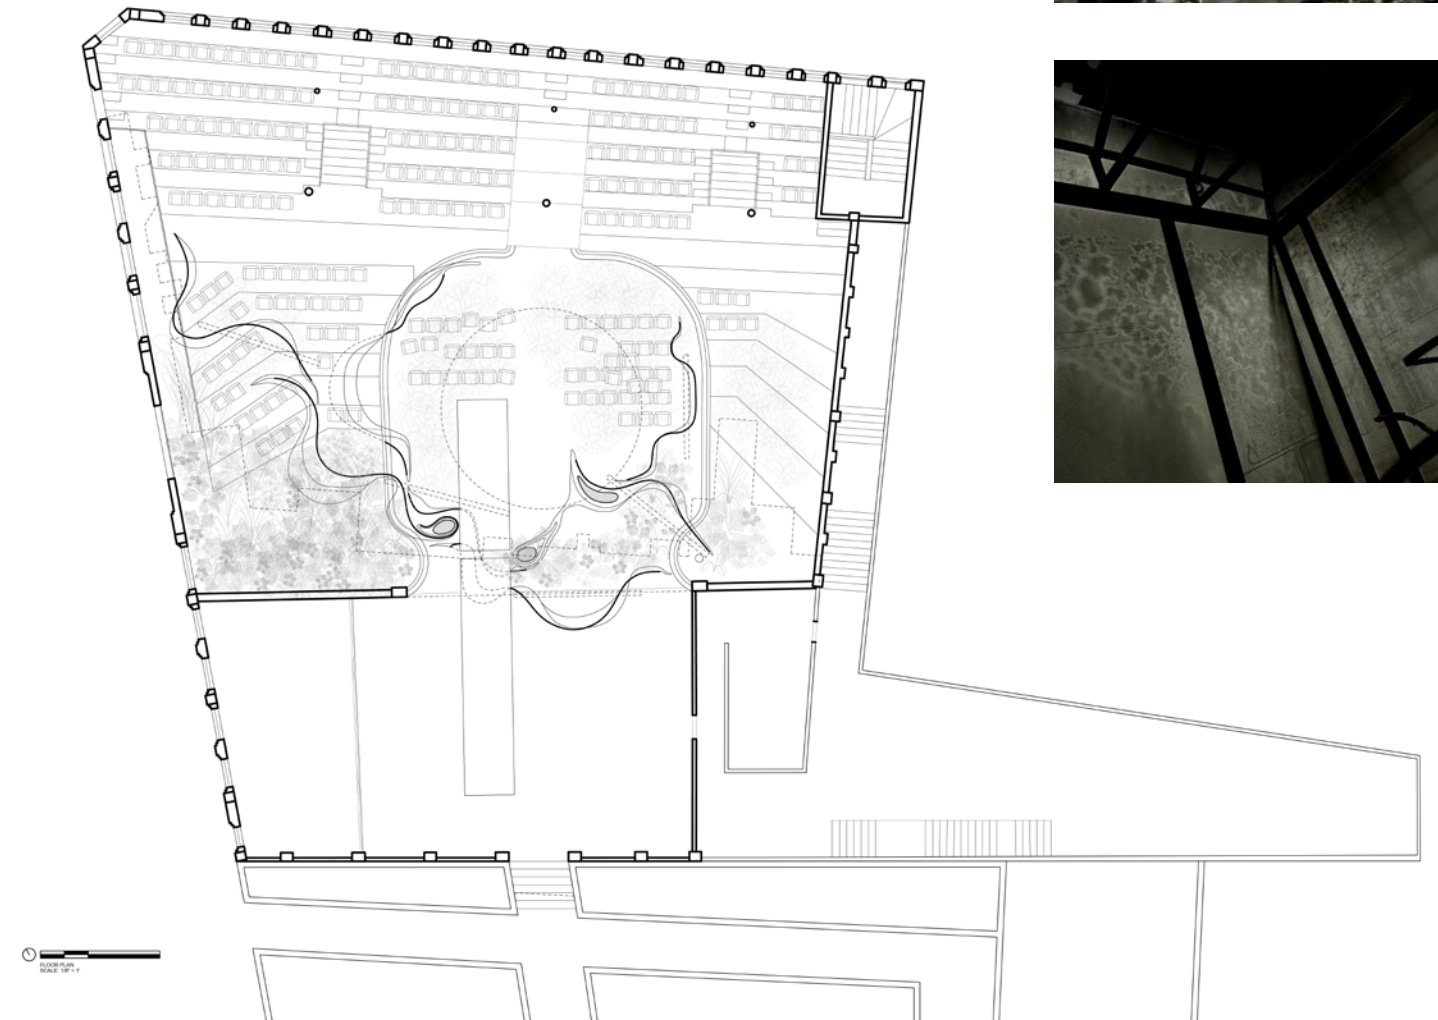 FLOOR PLAN
SCALE: 1/8" = 1'